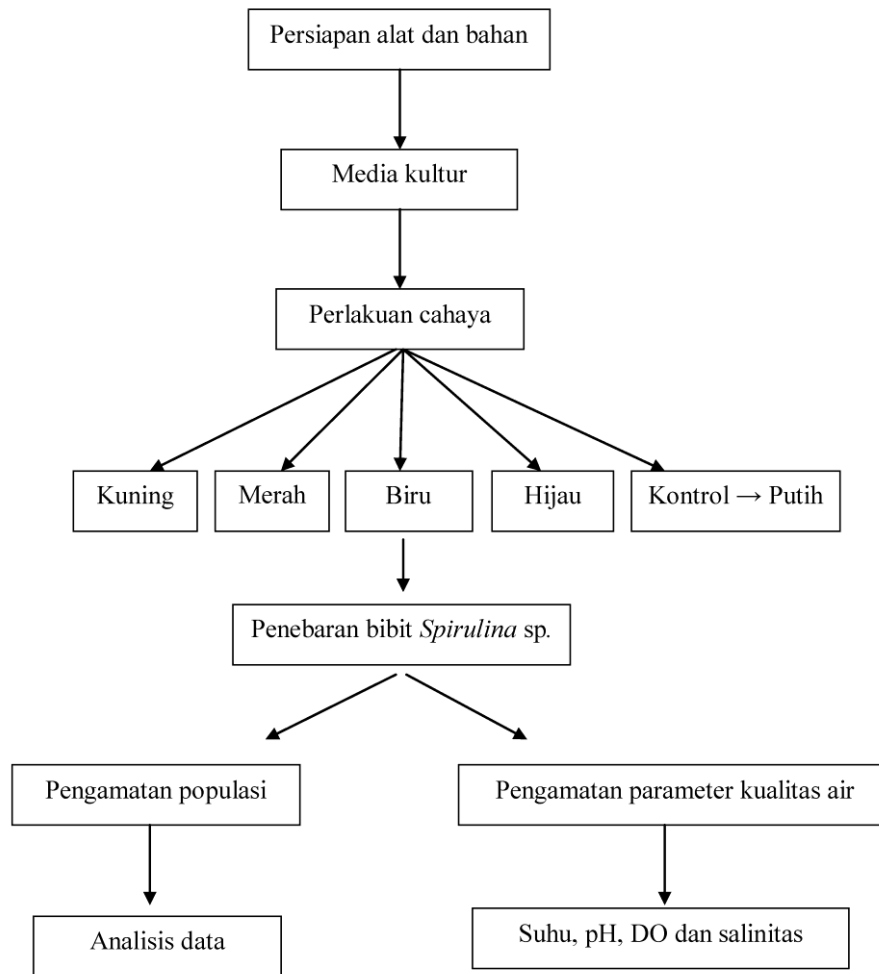 Persiapan alat dan bahan
Media kultur
Perlakuan cahaya
Kuning
Merah
Biru
Hijau
Kontrol → Putih
Penebaran bibit Spirulina sp.
Pengamatan populasi
Pengamatan parameter kualitas air
Analisis data
Suhu, pH, DO dan salinitas